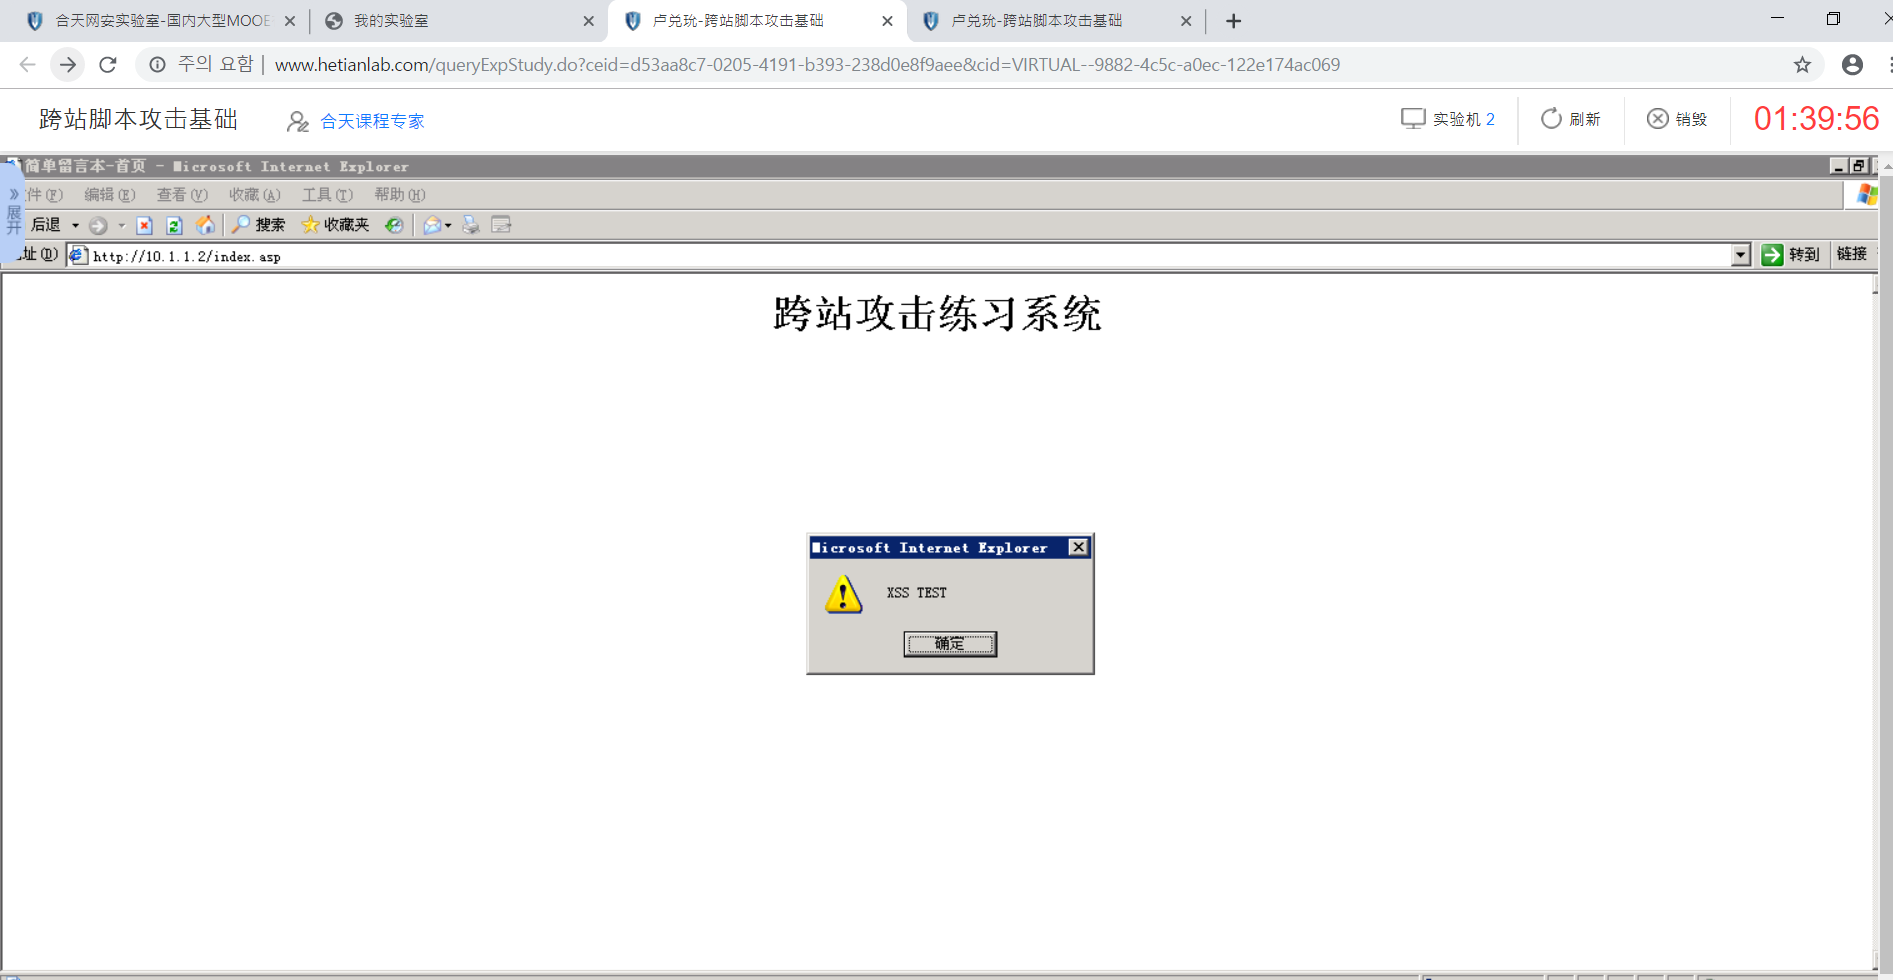 合天网安实验室-国内大型MOOE
我的实验室
卢兑玧-跨站脚本攻击基础
卢兑玧-跨站脚本攻击基础
주의 요함 | www.hetianlab.com/queryExpStudy.do?ceid=d53aa8c7-0205-4191-b393-238d0e8f9aee&cid=VIRTUAL--9882-4c5c-a0ec-122e174ac069
跨站脚本攻击基础
合天课程专家
实验机 2
刷新
销毁
01:39:56
简单留言本-首页 - Microsoft Internet Explorer
件(F) 编辑(E) 查看(V) 收藏(A) 工具(T) 帮助(H)
» 展开
后退 搜索 收藏夹
址(D) http://10.1.1.2/index.asp 转到 链接
跨站攻击练习系统
Microsoft Internet Explorer
XSS TEST
确定